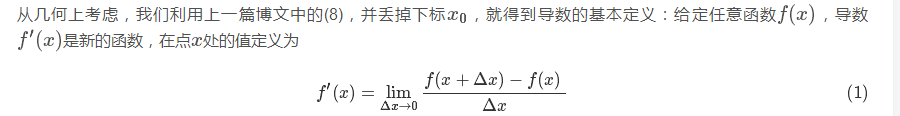 从几何上考虑，我们利用上一篇博文中的(8)，并丢掉下标x₀，就得到导数的基本定义：给定任意函数f(x)，导数
f′(x)是新的函数，在点x处的值定义为
f′(x) = lim_{Δx→0} \frac{f(x + Δx) − f(x)}{Δx} (1)